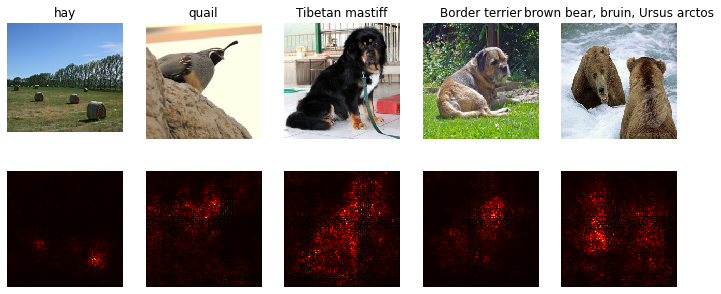 hay
quail
Tibetan mastiff
Border terrier
brown bear, bruin, Ursus arctos